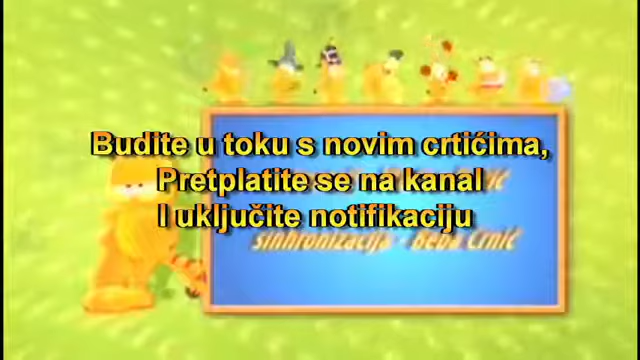 Budite u toku s novim crtićima,
Pretplatite se na kanal
I uključite notifikaciju
sinhronizacija - Beba Crnić